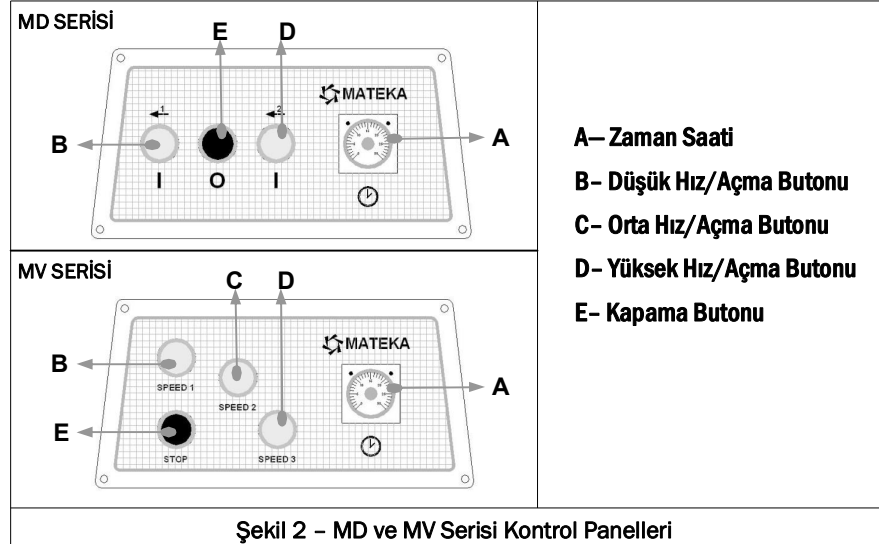 MD SERİSİ
E D
1 2
MATEKA
B A
I O I
MV SERİSİ
C D
MATEKA
B A
SPEED 1
SPEED 2
E
STOP SPEED 3
A— Zaman Saati
B– Düşük Hız/Açma Butonu
C– Orta Hız/Açma Butonu
D– Yüksek Hız/Açma Butonu
E– Kapama Butonu
Şekil 2 – MD ve MV Serisi Kontrol Panelleri